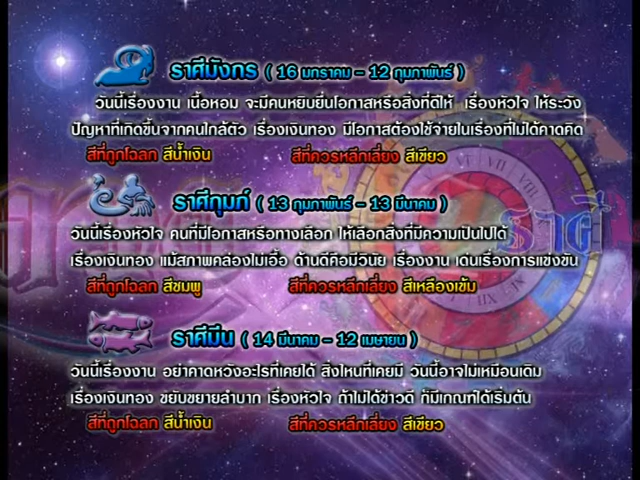 ราศีมังกร ( 16 มกราคม – 12 กุมภาพันธ์ )
วันนี้เรื่องงาน เนื้อหอม จะมีคนหยิบยื่นโอกาสหรือสิ่งที่ดีให้ เรื่องหัวใจ ให้ระวัง
ปัญหาที่เกิดขึ้นจากคนใกล้ตัว เรื่องเงินทอง มีโอกาสต้องใช้จ่ายในเรื่องที่ไม่ได้คาดคิด
สีที่ถูกโฉลก สีน้ำเงิน สีที่ควรหลีกเลี่ยง สีเขียว
ราศีกุมภ์ ( 13 กุมภาพันธ์ – 13 มีนาคม )
วันนี้เรื่องหัวใจ คนที่มีโอกาสหรือทางเลือก ให้เลือกสิ่งที่มีความเป็นไปได้
เรื่องเงินทอง แม้สภาพคล่องไม่เอื้อ ด้านดีคือมีวินัย เรื่องงาน เด่นเรื่องการแข่งขัน
สีที่ถูกโฉลก สีชมพู สีที่ควรหลีกเลี่ยง สีเหลืองเข้ม
ราศีมีน ( 14 มีนาคม – 12 เมษายน )
วันนี้เรื่องงาน อย่าคาดหวังอะไรที่เคยได้ สิ่งไหนที่เคยมี วันนี้อาจไม่เหมือนเดิม
เรื่องเงินทอง ขยับขยายลำบาก เรื่องหัวใจ ถ้าไม่ได้ข่าวดี ก็มีเกณฑ์ได้เริ่มต้น
สีที่ถูกโฉลก สีน้ำเงิน สีที่ควรหลีกเลี่ยง สีเขียว